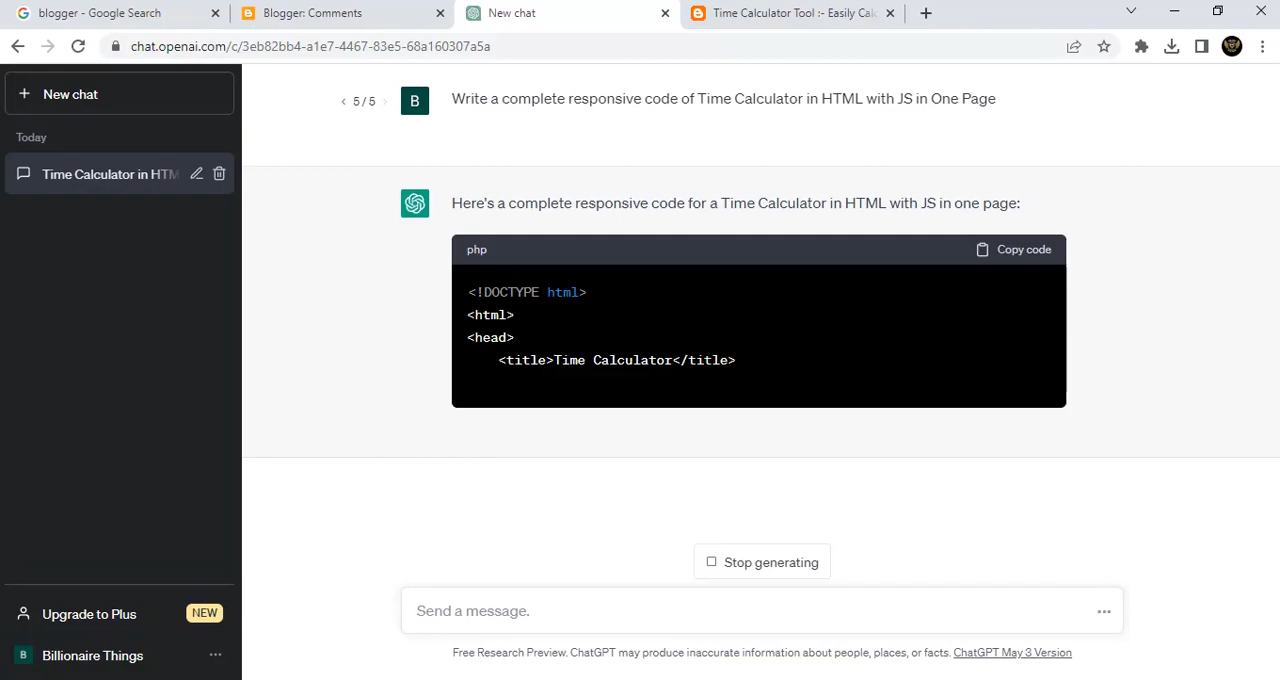 blogger - Google Search
Blogger: Comments
New chat
Time Calculator Tool :- Easily Calc
chat.openai.com/c/3eb82bb4-a1e7-4467-83e5-68a160307a5a
+ New chat
Today
Time Calculator in HTM
5 / 5
B
Write a complete responsive code of Time Calculator in HTML with JS in One Page
Here's a complete responsive code for a Time Calculator in HTML with JS in one page:
php
Copy code
<!DOCTYPE html>
<html>
<head>
<title>Time Calculator</title>
Stop generating
Send a message.
Free Research Preview. ChatGPT may produce inaccurate information about people, places, or facts. ChatGPT May 3 Version
Upgrade to Plus
NEW
B
Billionaire Things